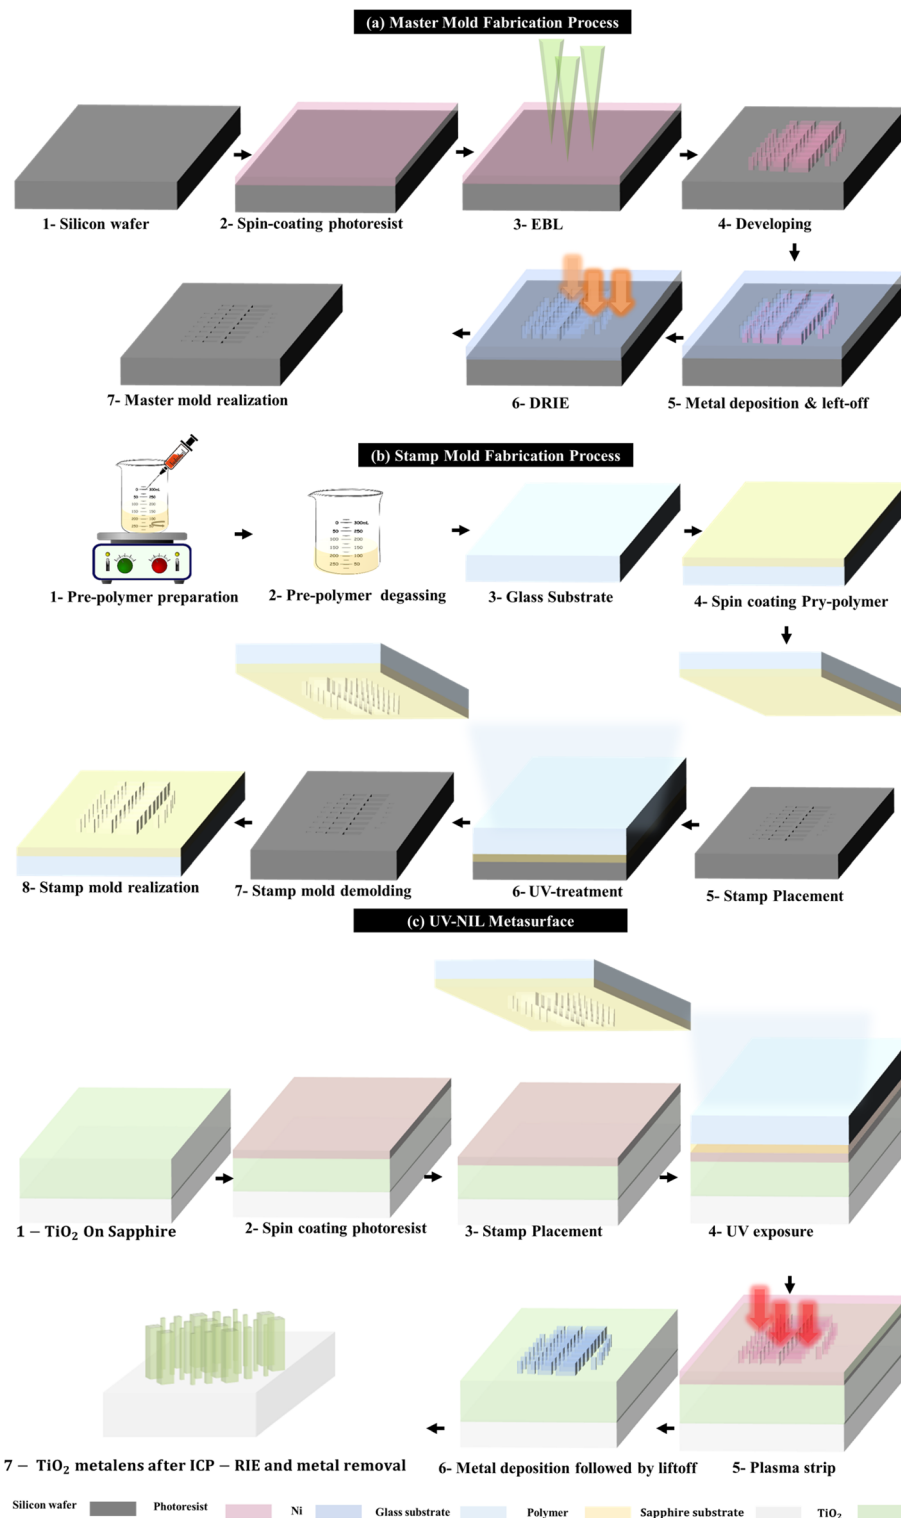 (a) Master Mold Fabrication Process
1- Silicon wafer
2- Spin-coating photoresist
3- EBL
4- Developing
7- Master mold realization
6- DRIE
5- Metal deposition & left-off
(b) Stamp Mold Fabrication Process
1- Pre-polymer preparation
2- Pre-polymer degassing
3- Glass Substrate
4- Spin coating Pry-polymer
8- Stamp mold realization
7- Stamp mold demolding
6- UV-treatment
5- Stamp Placement
(c) UV-NIL Metasurface
1 – TiO₂ On Sapphire
2- Spin coating photoresist
3- Stamp Placement
4- UV exposure
7 – TiO₂ metalens after ICP – RIE and metal removal
6- Metal deposition followed by liftoff
5- Plasma strip
Silicon wafer Photoresist Ni Glass substrate Polymer Sapphire substrate TiO₂